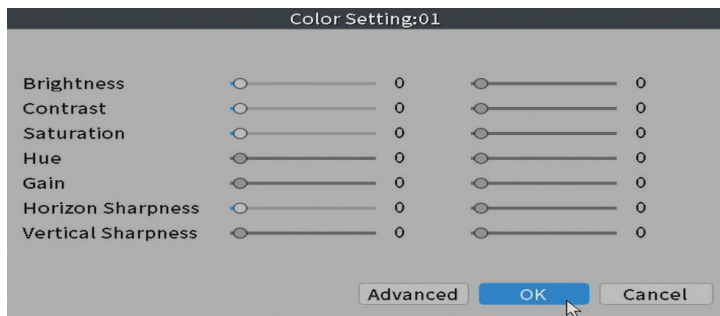 Color Setting:01
Brightness 0 0
Contrast 0 0
Saturation 0 0
Hue 0 0
Gain 0 0
Horizon Sharpness 0 0
Vertical Sharpness 0 0
Advanced OK Cancel